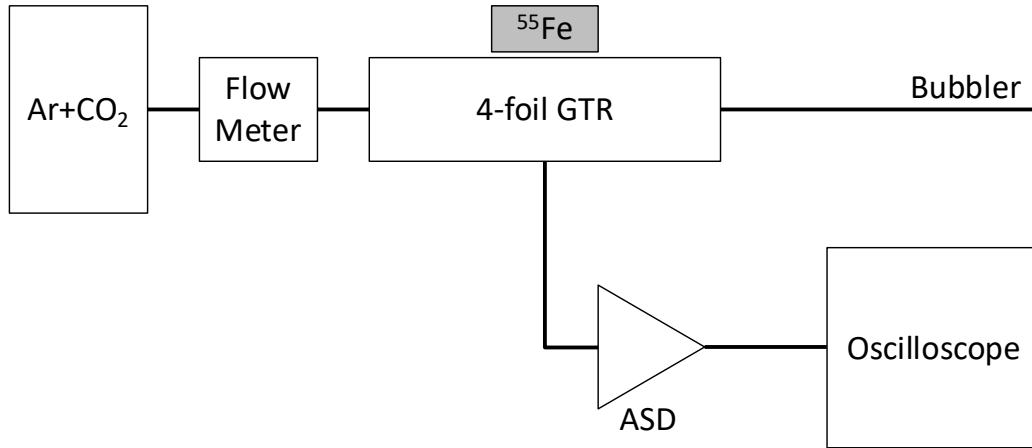 ⁵⁵Fe
Ar+CO₂
Flow
Meter
4-foil GTR
Bubbler
Oscilloscope
ASD